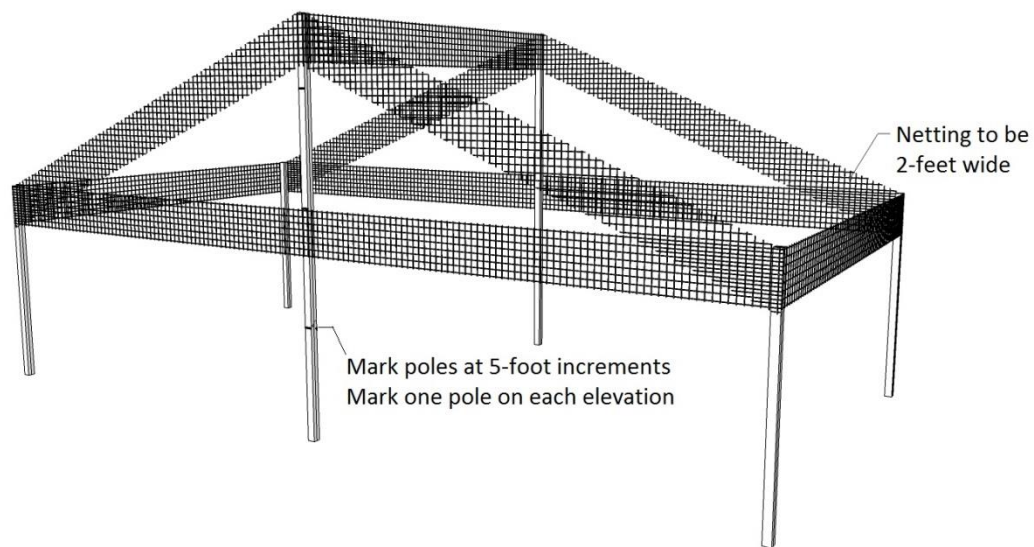 Netting to be
2-feet wide
Mark poles at 5-foot increments
Mark one pole on each elevation